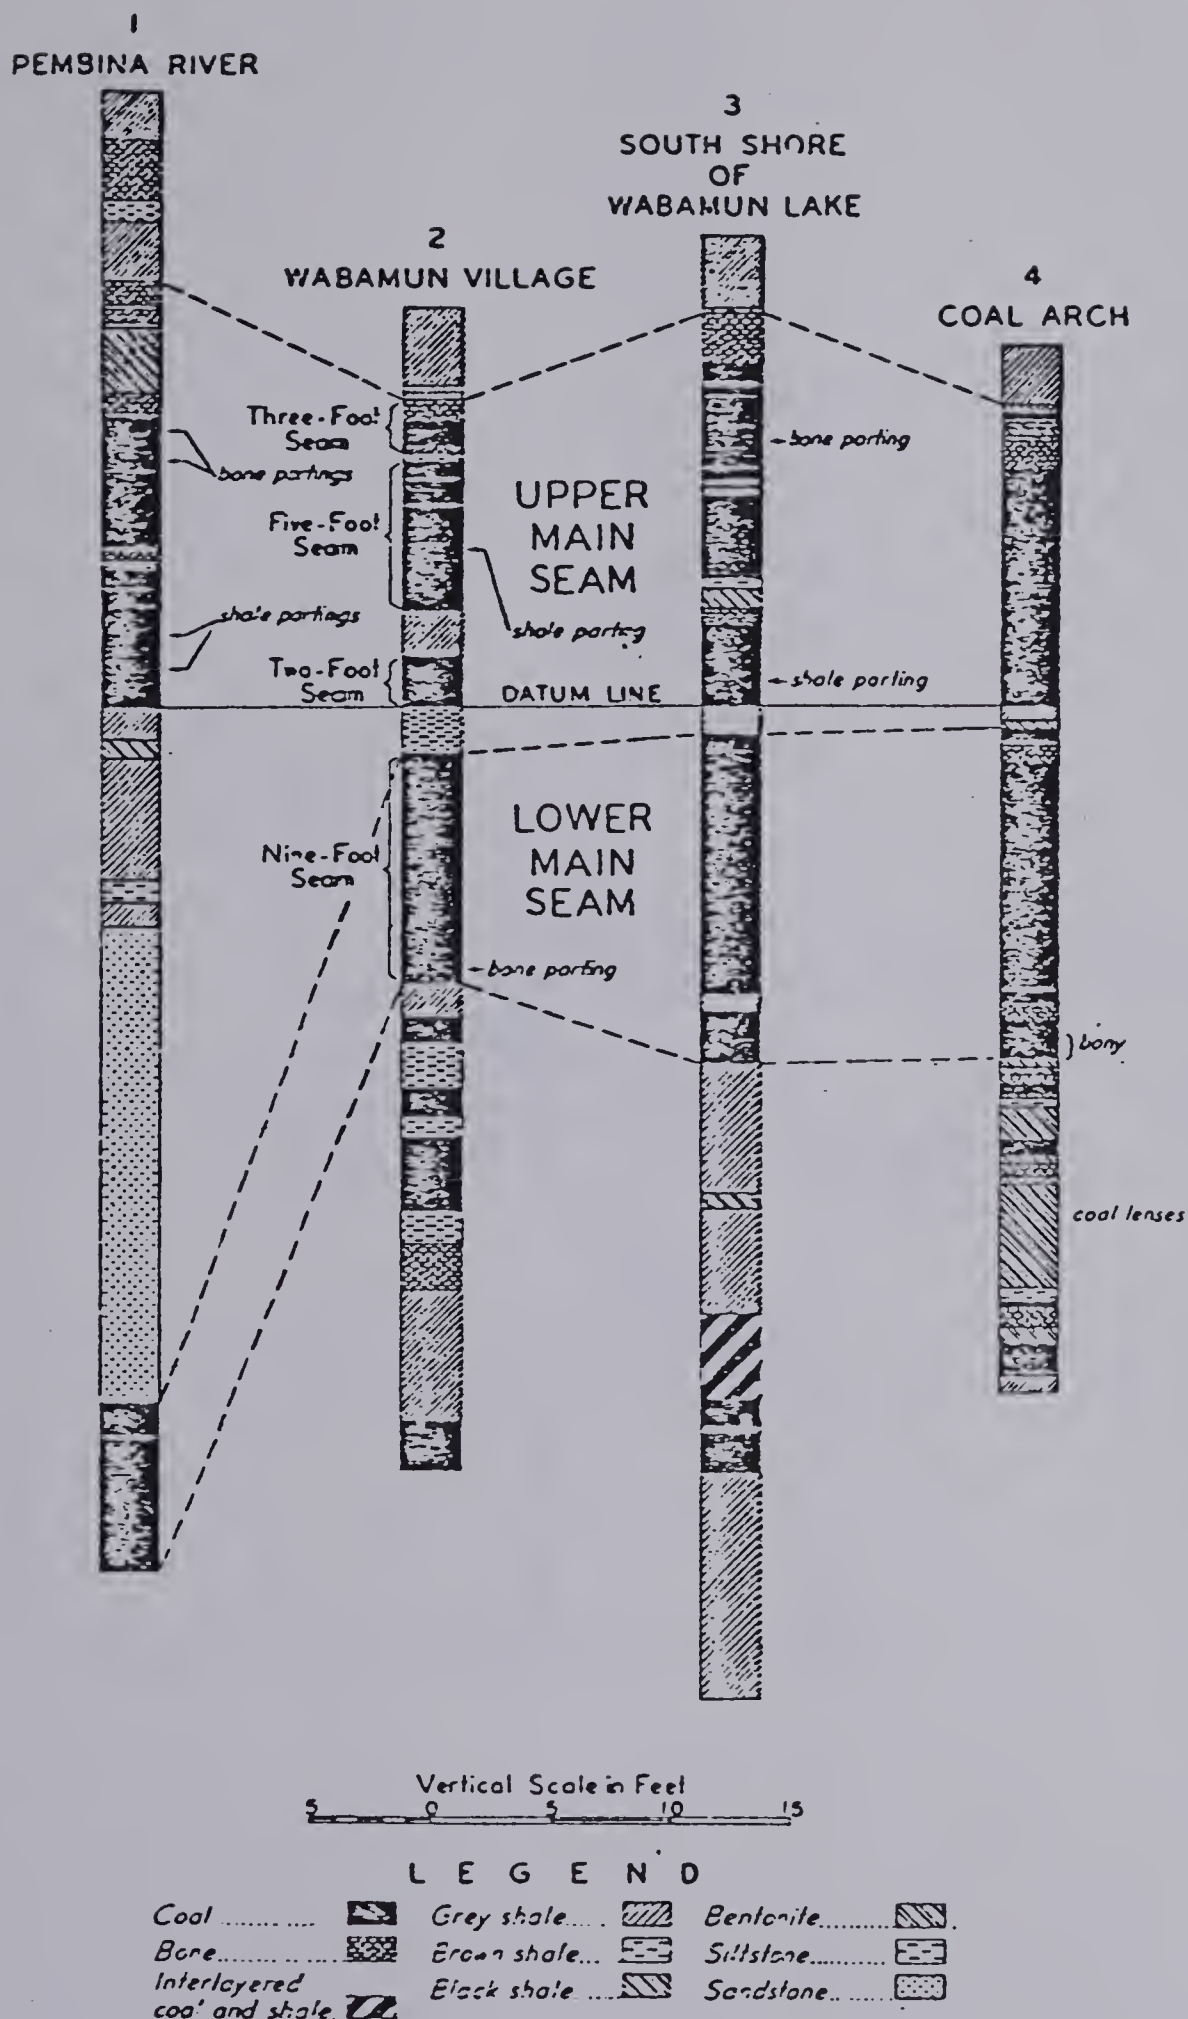 1
PEMBINA RIVER
2
WABAMUN VILLAGE
3
SOUTH SHORE
OF
WABAMUN LAKE
4
COAL ARCH
Three-Foot
Seam
bone partings
Five-Foot
Seam
shale partings
Two-Foot
Seam
UPPER
MAIN
SEAM
shale parting
bone parting
shale parting
DATUM LINE
Nine-Foot
Seam
LOWER
MAIN
SEAM
bone parting
bony
coal lenses
Vertical Scale in Feet
5 0 5 10 15
LEGEND
Coal
Bone
Interlayered
coal and shale
Grey shale
Brown shale
Black shale
Bentonite
Siltstone
Sandstone